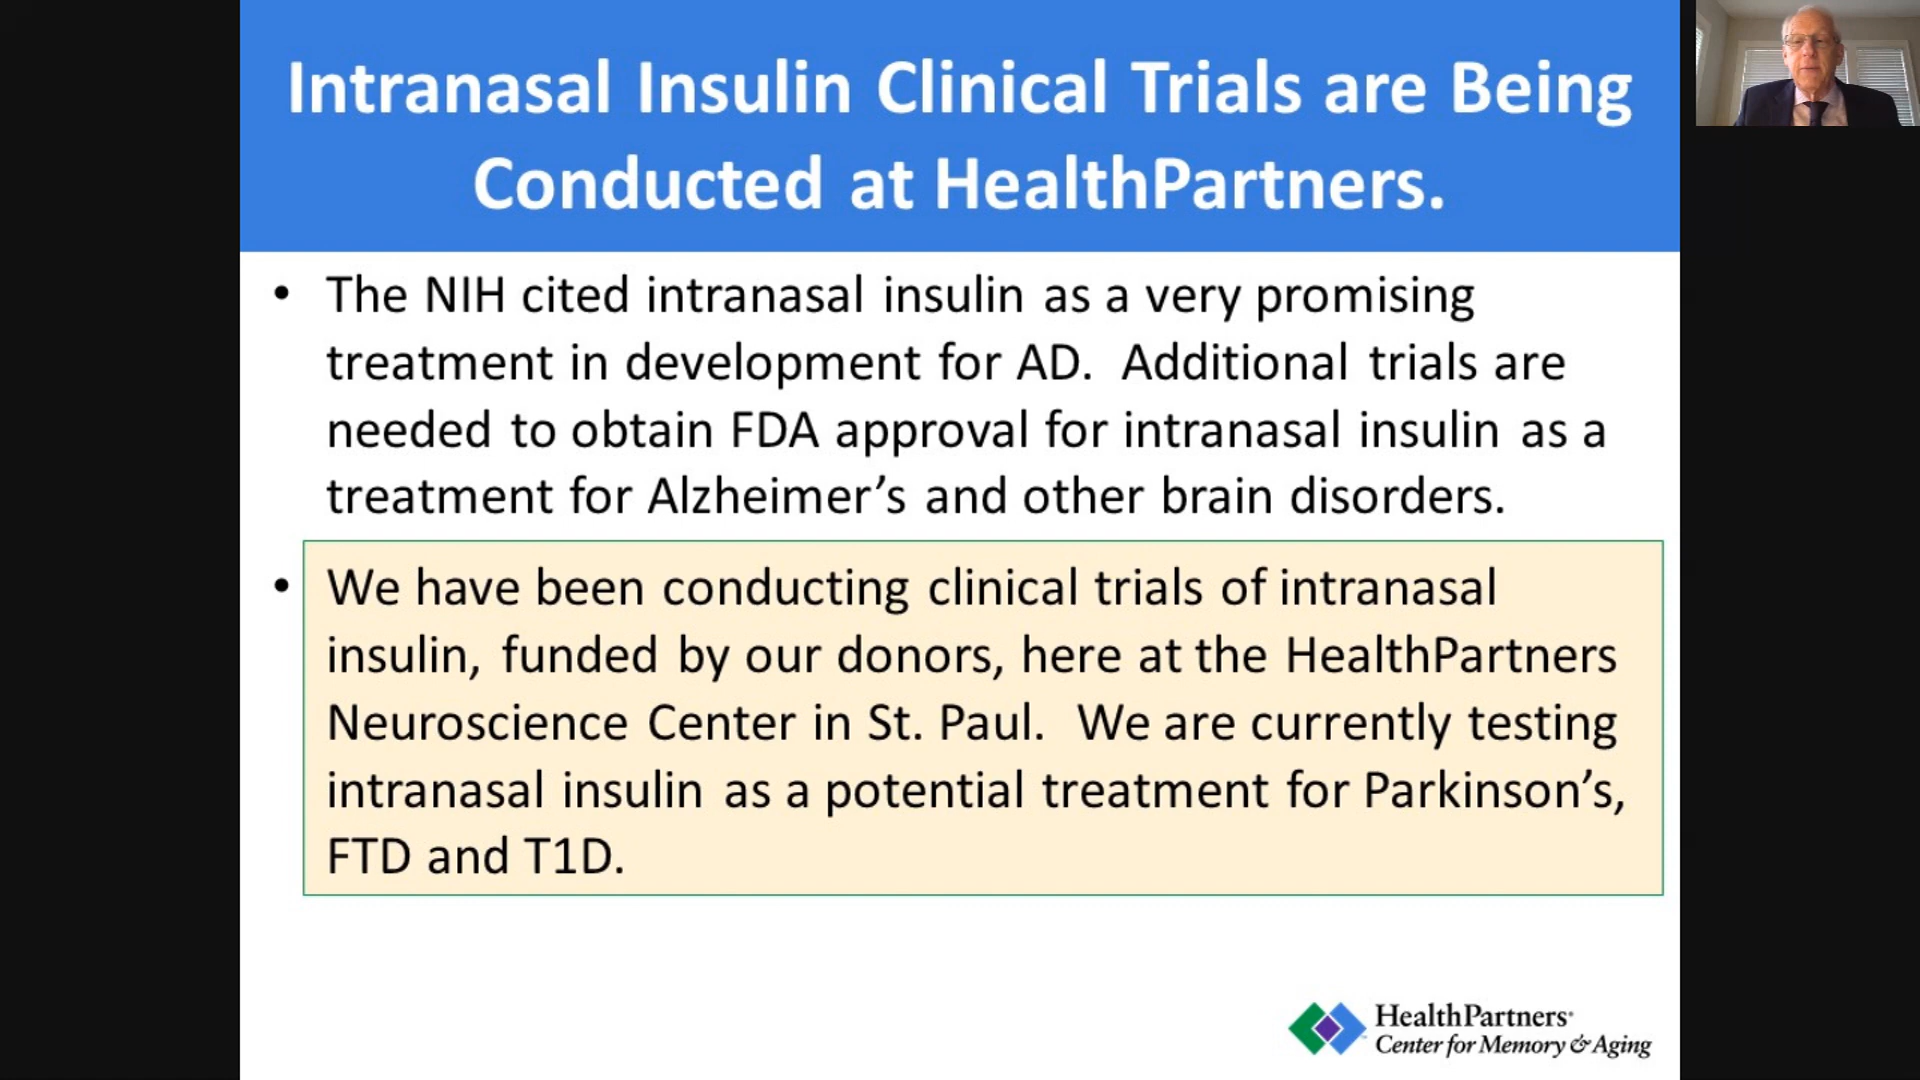 Intranasal Insulin Clinical Trials are Being
Conducted at HealthPartners.
• The NIH cited intranasal insulin as a very promising
treatment in development for AD.  Additional trials are
needed to obtain FDA approval for intranasal insulin as a
treatment for Alzheimer’s and other brain disorders.
• We have been conducting clinical trials of intranasal
insulin, funded by our donors, here at the HealthPartners
Neuroscience Center in St. Paul.  We are currently testing
intranasal insulin as a potential treatment for Parkinson’s,
FTD and T1D.
HealthPartners®
Center for Memory & Aging